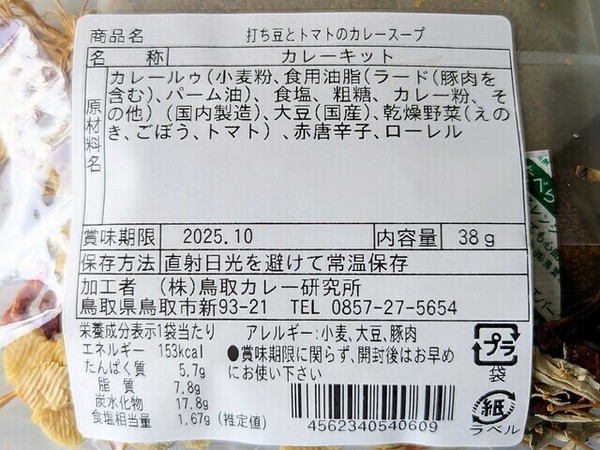 商品名 打ち豆とトマトのカレースープ
名 称 カレーキット
原材料名
カレールゥ(小麦粉、食用油脂(ラード(豚肉を
含む)、パーム油)、食塩、粗糖、カレー粉、そ
の他)(国内製造)、大豆(国産)、乾燥野菜(えの
き、ごぼう、トマト)、赤唐辛子、ローレル
賞味期限 2025.10 内容量 38g
保存方法 直射日光を避けて常温保存
加工者 (株)鳥取カレー研究所
鳥取県鳥取市新93-21 TEL 0857-27-5654
栄養成分表示1袋当たり
エネルギー 153kcal
たんぱく質 5.7g
脂 質 7.8g
炭水化物 17.8g
食塩相当量 1.67g (推定値)
アレルギー:小麦、大豆、豚肉
●賞味期限に関らず、開封後はお早め
にお使い下さい
4562340540609
プラ
袋
紙
ラベル